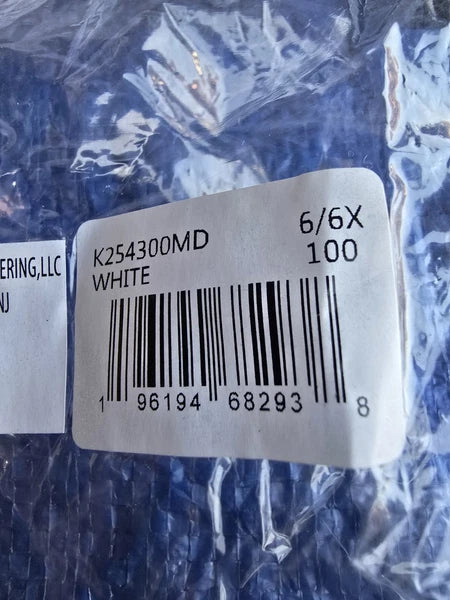 K254300MD 6/6X
WHITE 100
1 96194 68293 8
ERING,LLC
NJ